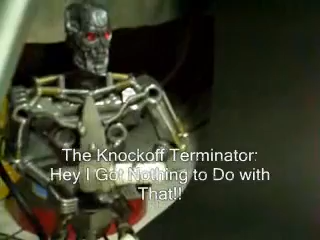 The Knockoff Terminator:
Hey I Got Nothing to Do with
That!!